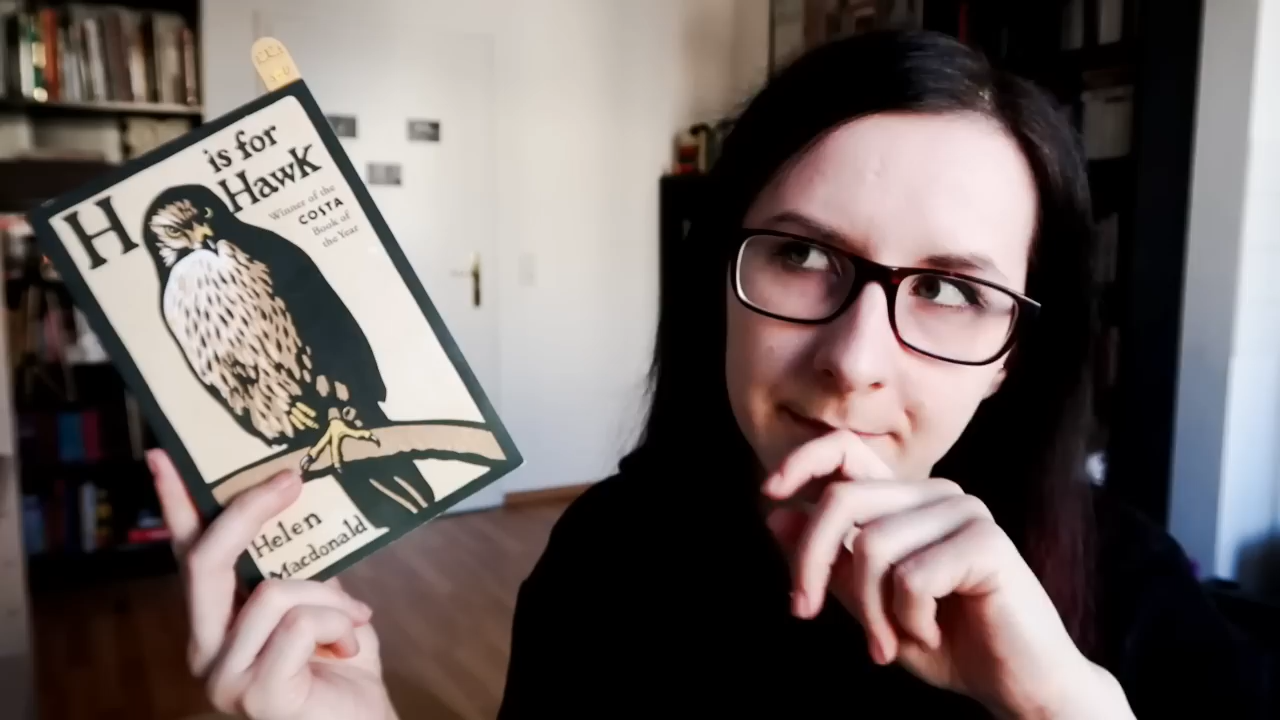 H is for
Hawk
Winner of the
COSTA
Book of
the Year
Helen
Macdonald